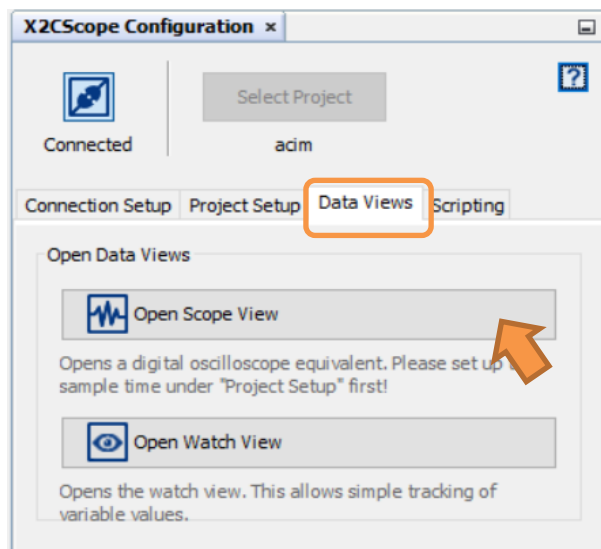 X2CScope Configuration ×
?
Select Project
Connected
acim
Connection Setup Project Setup Data Views Scripting
Open Data Views
Open Scope View
Opens a digital oscilloscope equivalent. Please set up
sample time under "Project Setup" first!
Open Watch View
Opens the watch view. This allows simple tracking of
variable values.